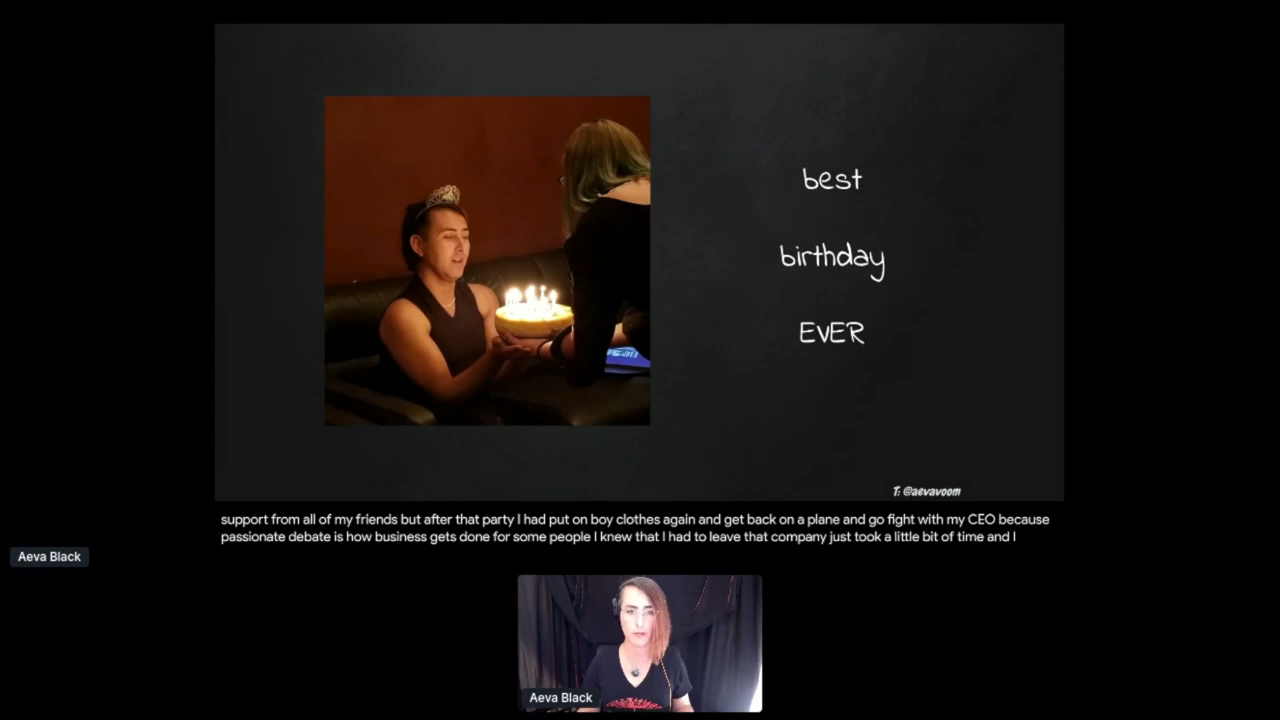 best
birthday
EVER
T: @aevavoom
support from all of my friends but after that party I had put on boy clothes again and get back on a plane and go fight with my CEO because
passionate debate is how business gets done for some people I knew that I had to leave that company just took a little bit of time and I
Aeva Black
Aeva Black